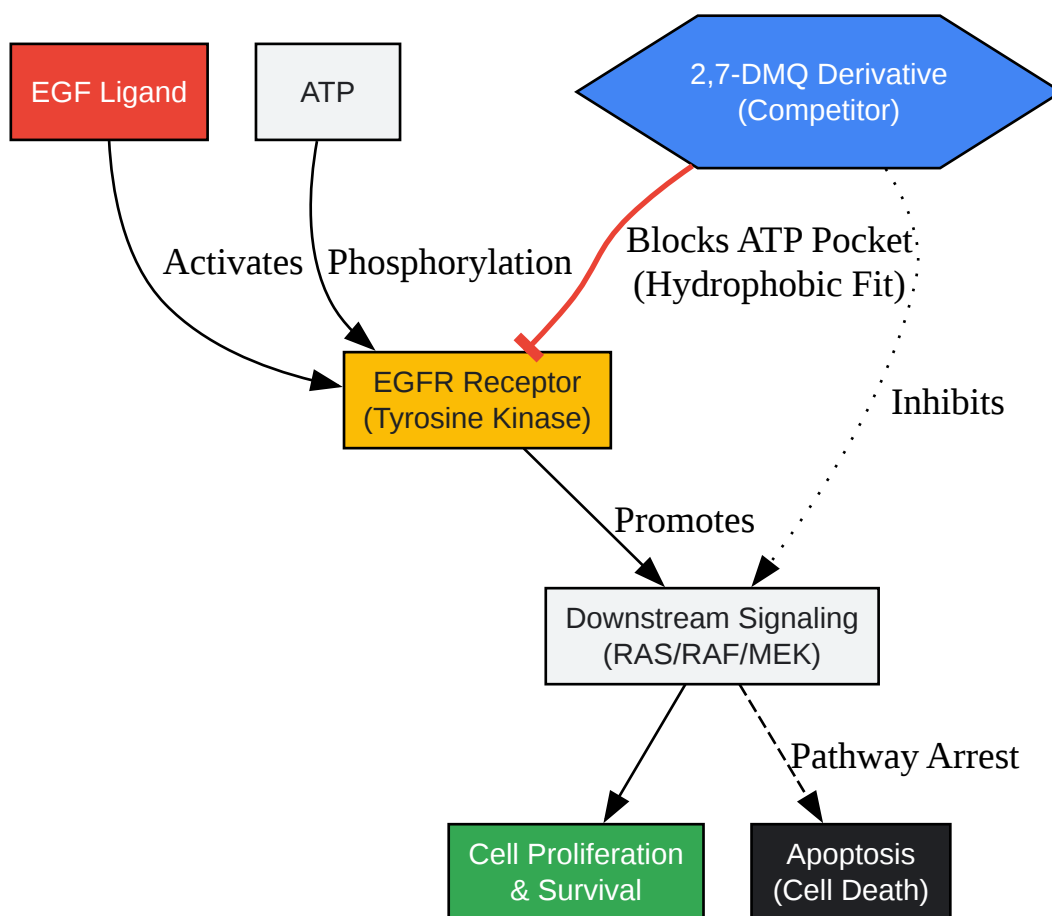 EGF Ligand
ATP
2,7-DMQ Derivative
(Competitor)
Activates
Phosphorylation
Blocks ATP Pocket
(Hydrophobic Fit)
EGFR Receptor
(Tyrosine Kinase)
Inhibits
Promotes
Downstream Signaling
(RAS/RAF/MEK)
Pathway Arrest
Cell Proliferation
& Survival
Apoptosis
(Cell Death)